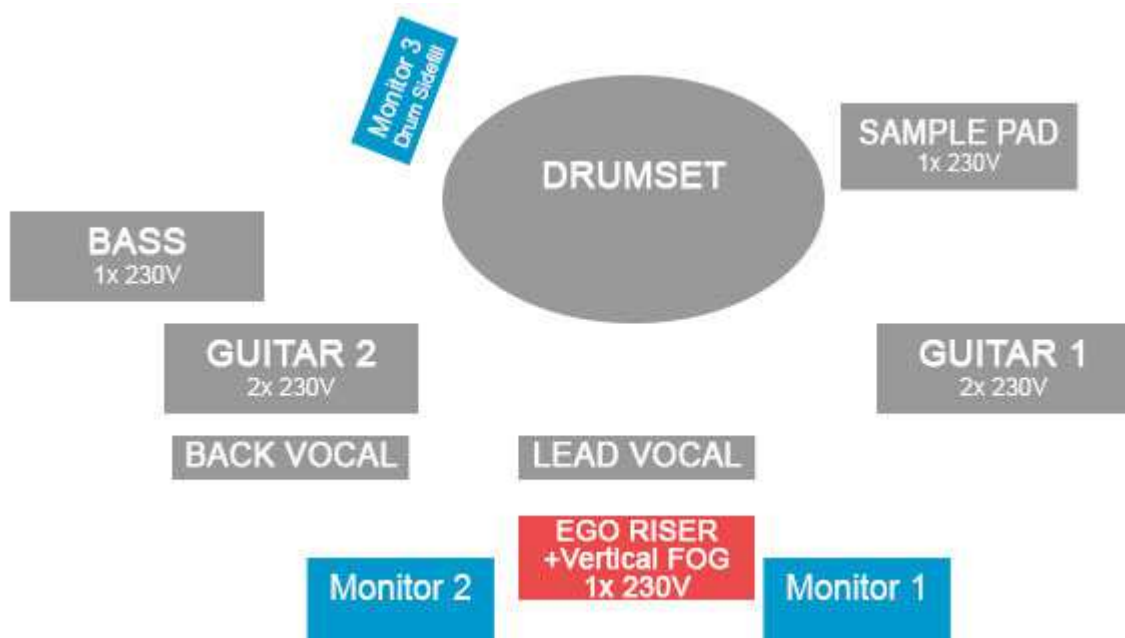 Monitor 3
Drum Sidefill
DRUMSET
SAMPLE PAD
1x 230V
BASS
1x 230V
GUITAR 2
2x 230V
GUITAR 1
2x 230V
BACK VOCAL
LEAD VOCAL
EGO RISER
+Vertical FOG
1x 230V
Monitor 2
Monitor 1